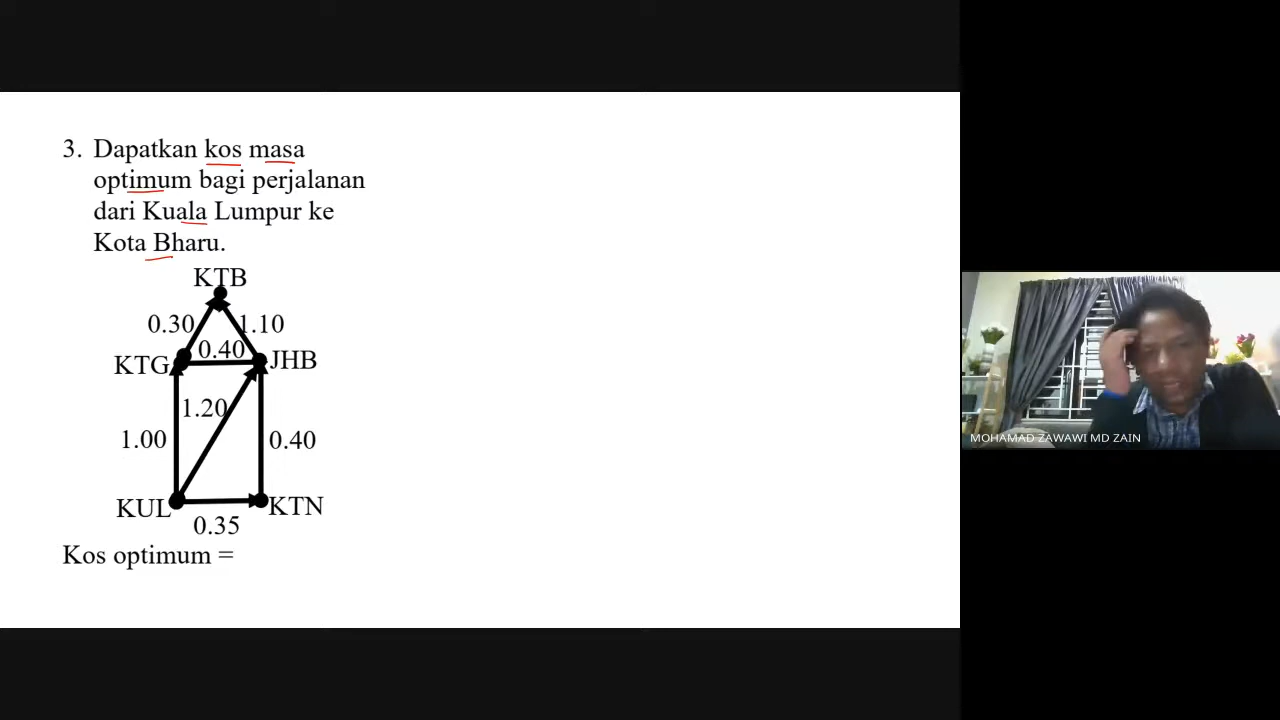 3. Dapatkan kos masa
optimum bagi perjalanan
dari Kuala Lumpur ke
Kota Bharu.
KTB
0.30 1.10
0.40
KTG JHB
1.20
1.00 0.40
KUL KTN
0.35
Kos optimum =
MOHAMAD ZAWAWI MD ZAIN